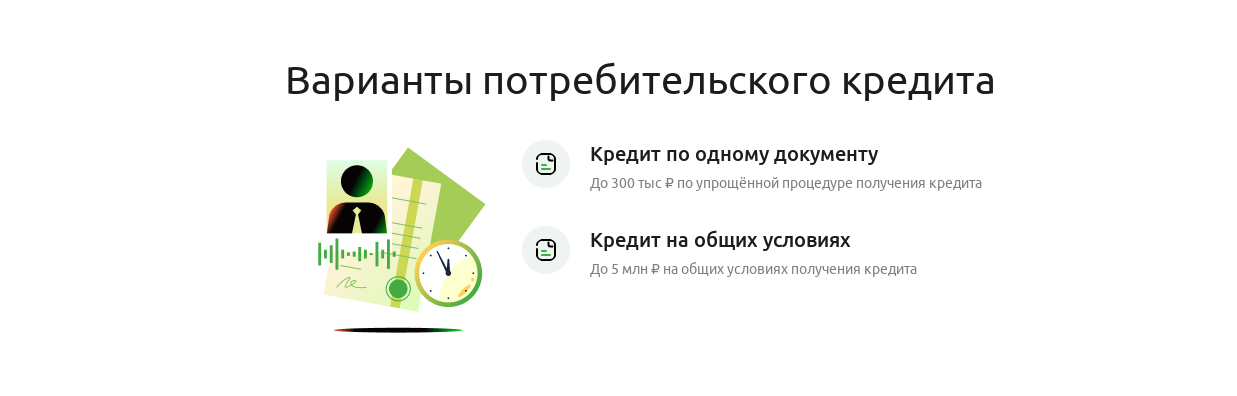 Варианты потребительского кредита
Кредит по одному документу
До 300 тыс ₽ по упрощённой процедуре получения кредита
Кредит на общих условиях
До 5 млн ₽ на общих условиях получения кредита